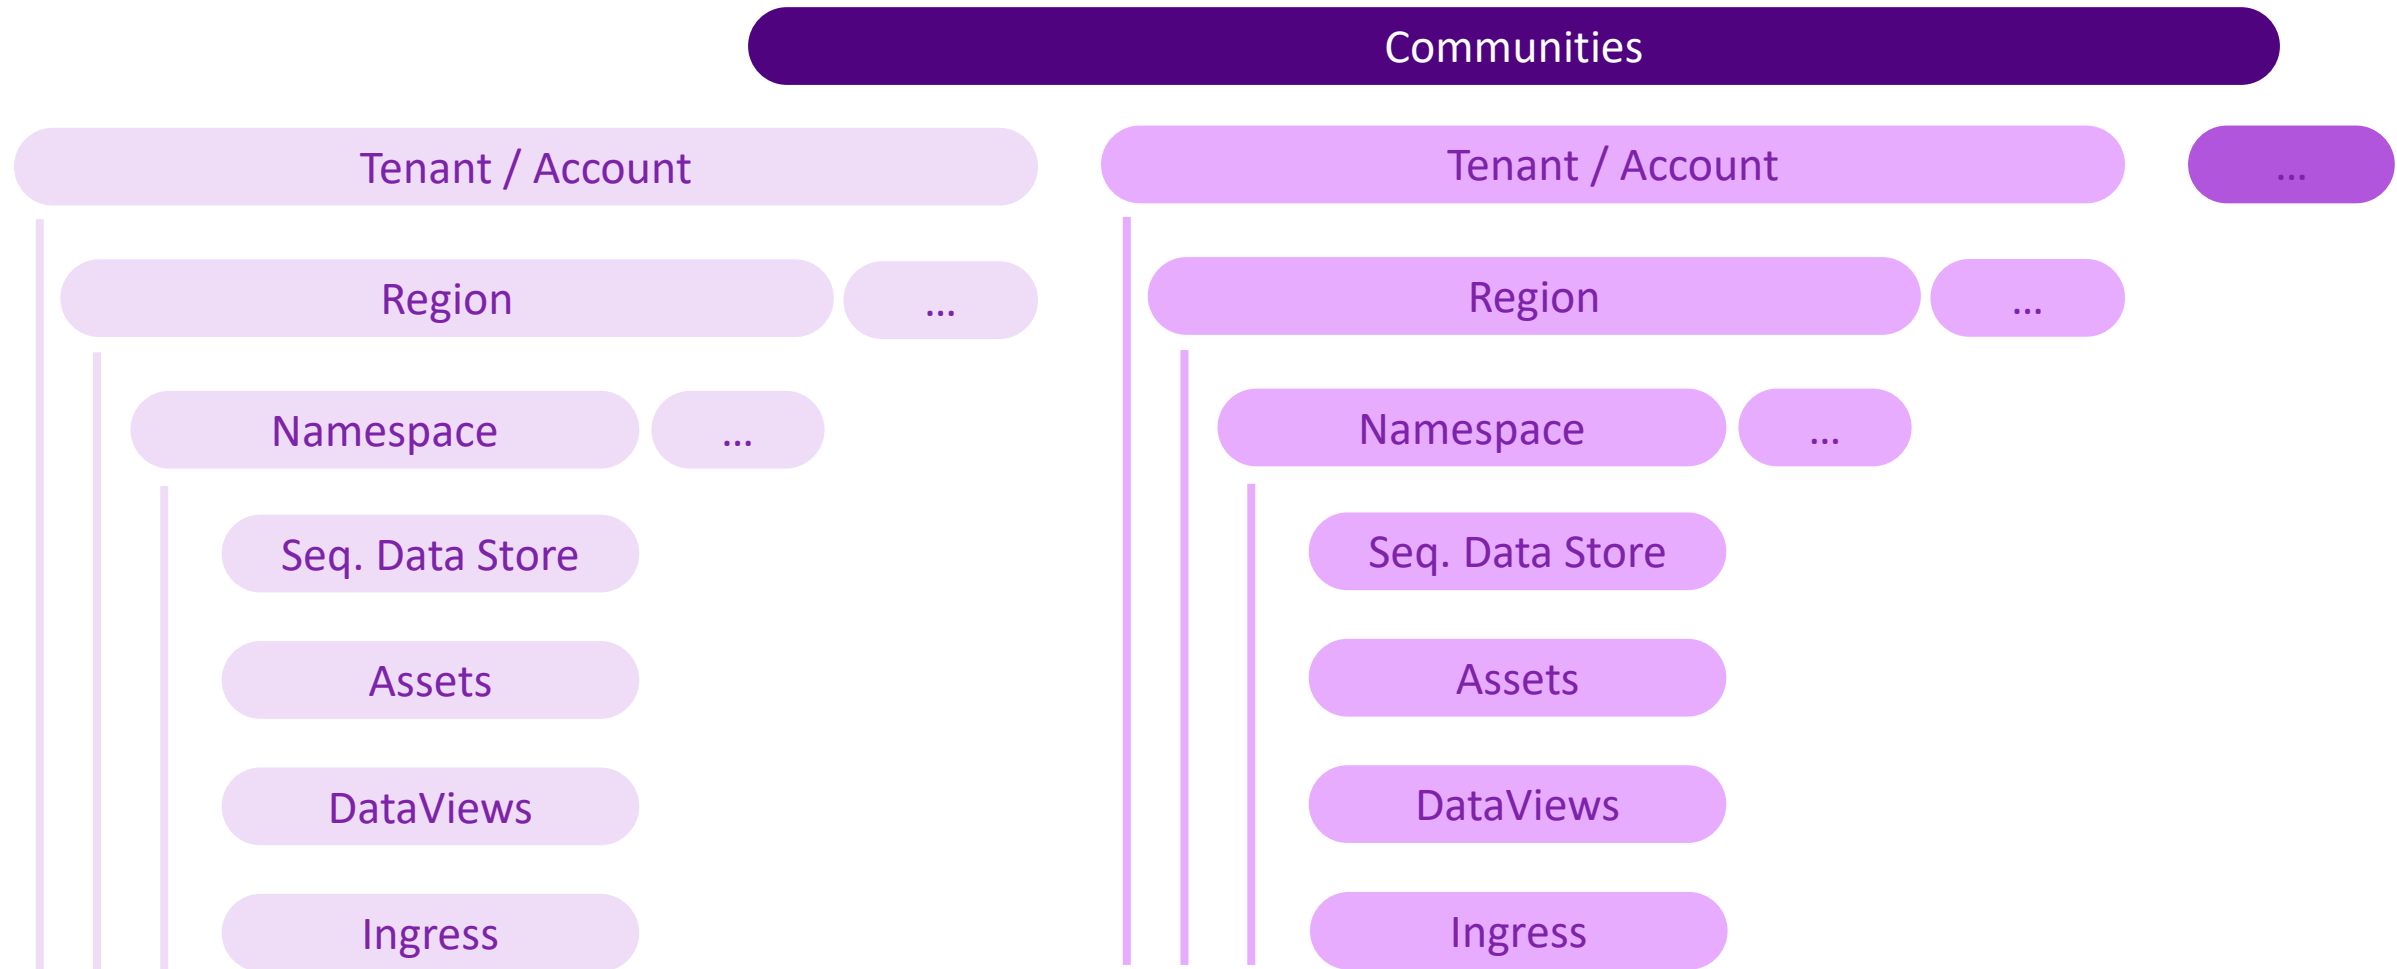 Communities
Tenant / Account
Region
...
Namespace
...
Seq. Data Store
Assets
DataViews
Ingress
Tenant / Account
Region
...
Namespace
...
Seq. Data Store
Assets
DataViews
Ingress
...